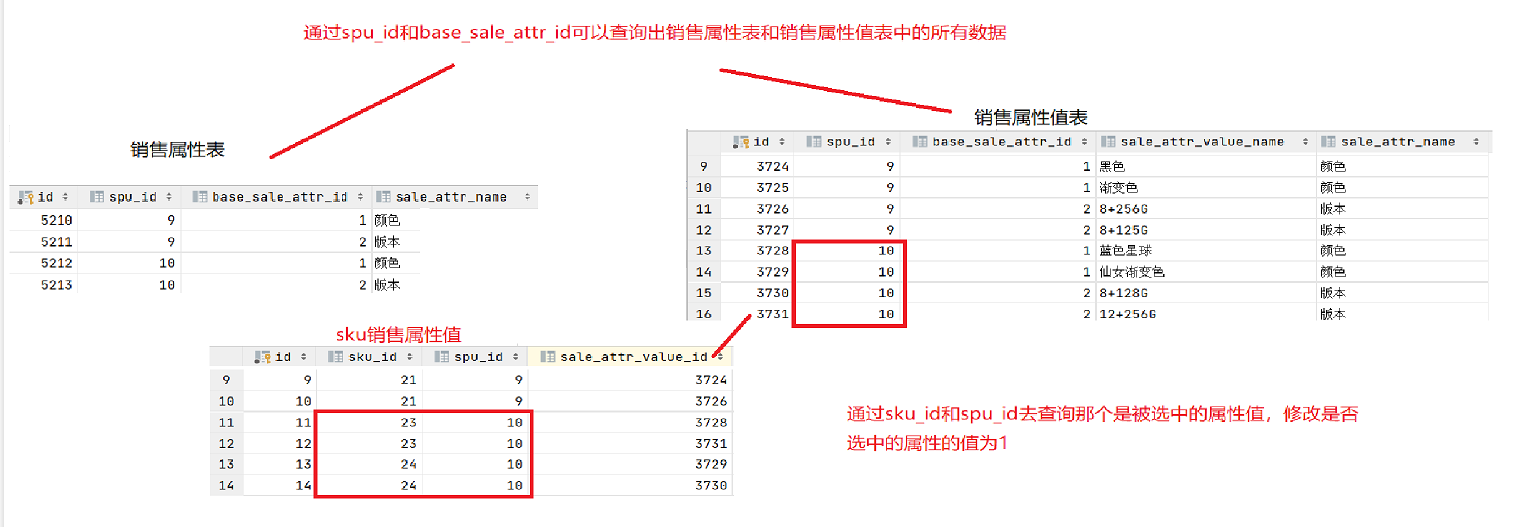 通过spu_id和base_sale_attr_id可以查询出销售属性表和销售属性值表中的所有数据
销售属性表
id spu_id base_sale_attr_id sale_attr_name
5210 9 1 颜色
5211 9 2 版本
5212 10 1 颜色
5213 10 2 版本
销售属性值表
id spu_id base_sale_attr_id sale_attr_value_name sale_attr_name
9 3724 9 1 黑色 颜色
10 3725 9 1 渐变色 颜色
11 3726 9 2 8+256G 版本
12 3727 9 2 8+125G 版本
13 3728 10 1 蓝色星球 颜色
14 3729 10 1 仙女渐变色 颜色
15 3730 10 2 8+128G 版本
16 3731 10 2 12+256G 版本
sku销售属性值
id sku_id spu_id sale_attr_value_id
9 9 21 9 3724
10 10 21 9 3726
11 11 23 10 3728
12 12 23 10 3731
13 13 24 10 3729
14 14 24 10 3730
通过sku_id和spu_id去查询那个是被选中的属性值，修改是否
选中的属性的值为1